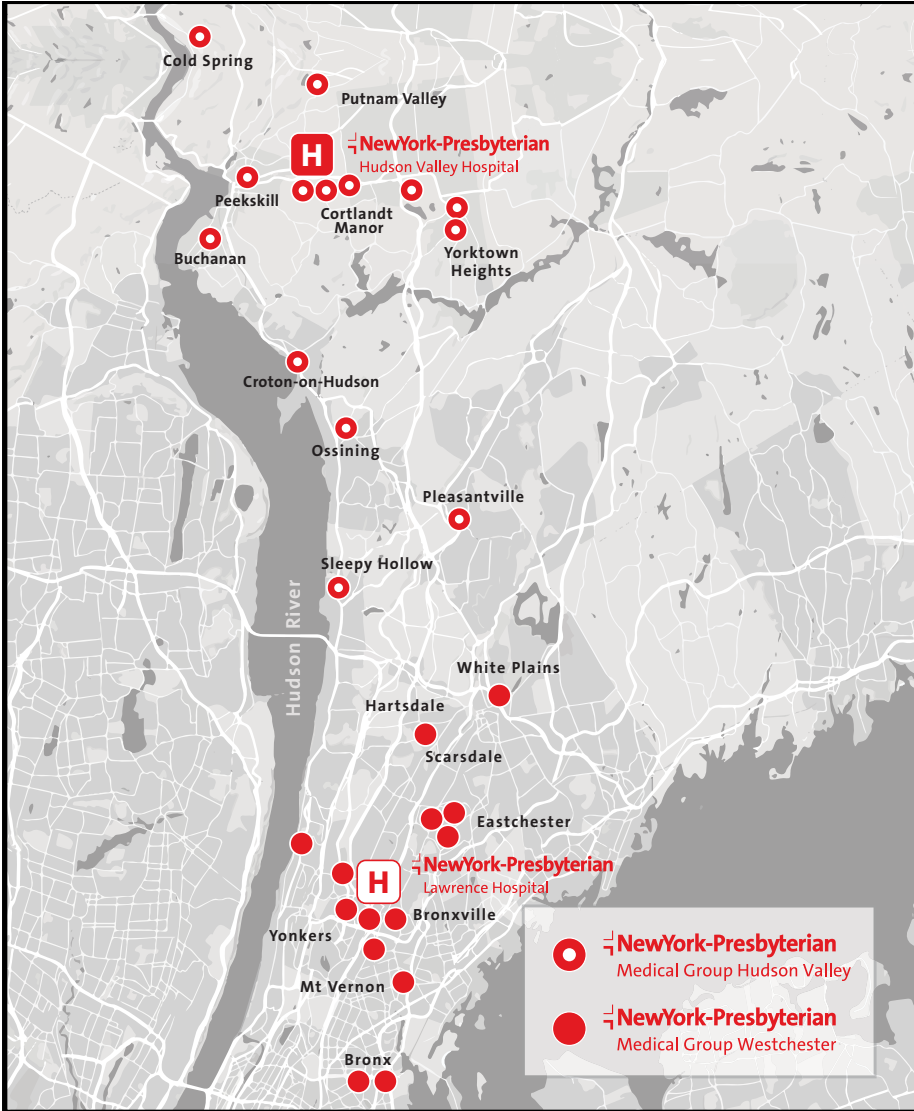 Cold Spring
Putnam Valley
H
NewYork-Presbyterian
Hudson Valley Hospital
Peekskill
Cortlandt
Manor
Buchanan
Yorktown
Heights
Croton-on-Hudson
Ossining
Pleasantville
Sleepy Hollow
Hudson River
White Plains
Hartsdale
Scarsdale
Eastchester
H
NewYork-Presbyterian
Lawrence Hospital
Bronxville
Yonkers
Mt Vernon
Bronx
NewYork-Presbyterian
Medical Group Hudson Valley
NewYork-Presbyterian
Medical Group Westchester